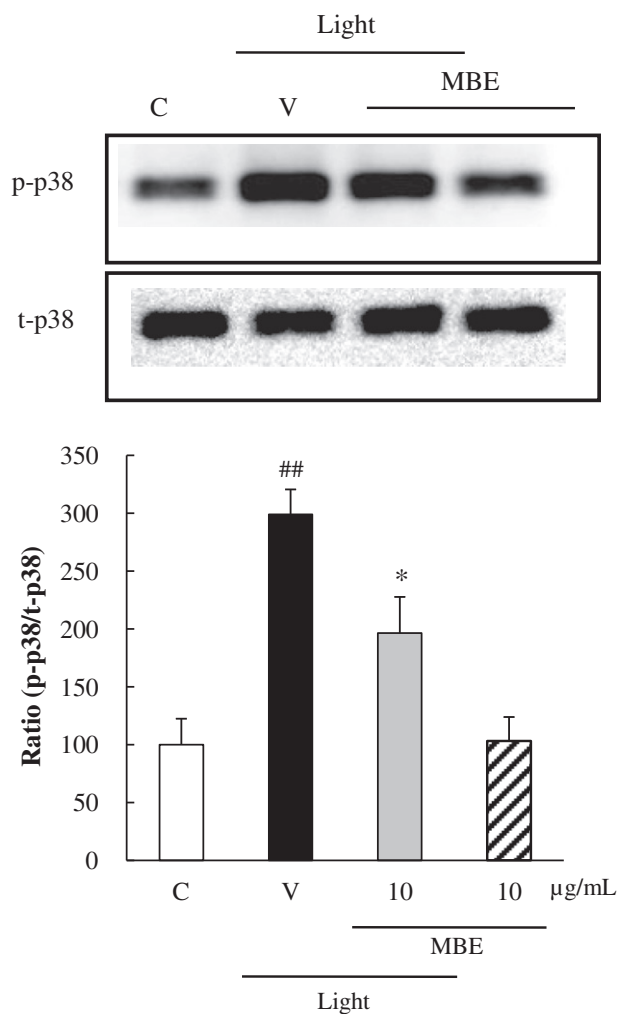 Light
MBE
C V
p-p38
t-p38
350
##
300
250
*
200
150
100
50
0
Ratio (p-p38/t-p38)
C V 10 10 µg/mL
MBE
Light